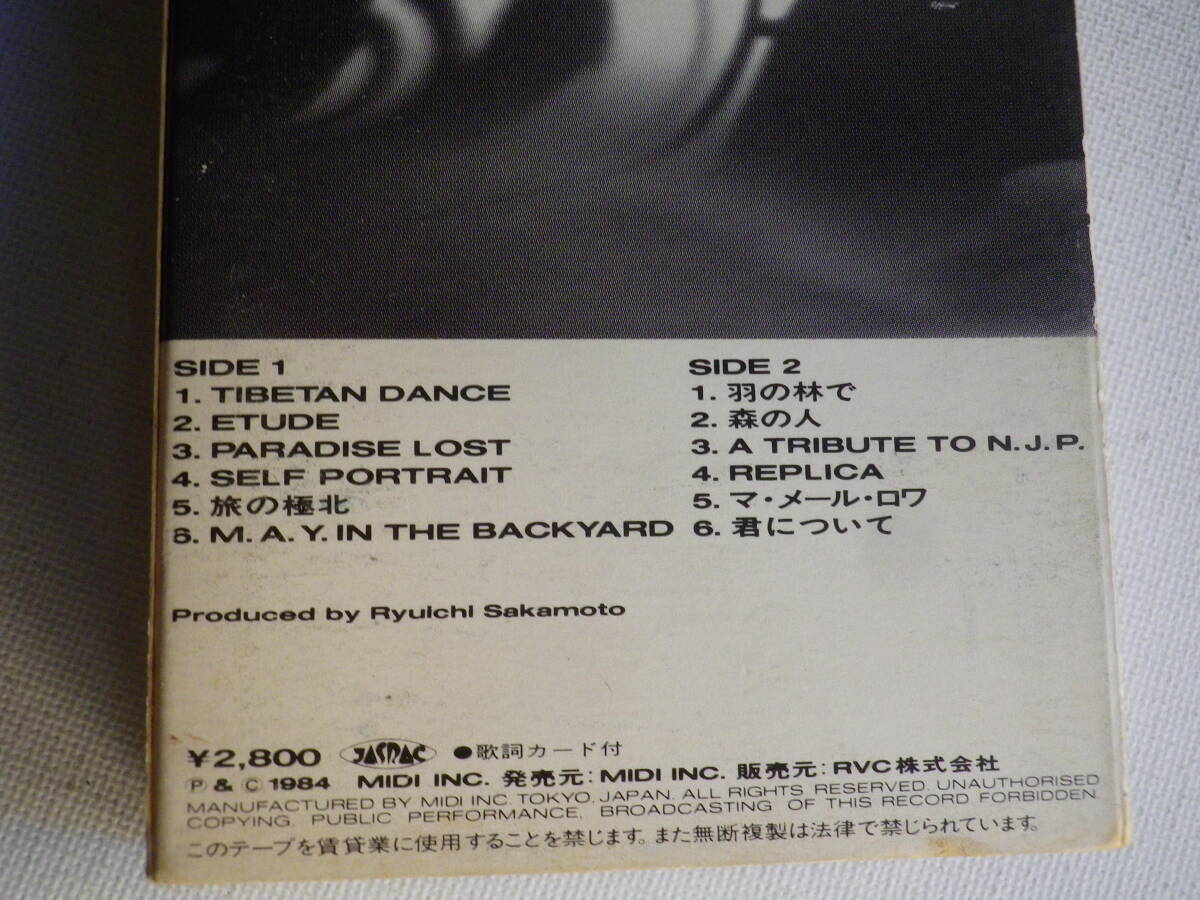 SIDE 1
1. TIBETAN DANCE
2. ETUDE
3. PARADISE LOST
4. SELF PORTRAIT
5. 旅の極北
6. M.A.Y. IN THE BACKYARD
SIDE 2
1. 羽の林で
2. 森の人
3. A TRIBUTE TO N.J.P.
4. REPLICA
5. マ・メール・ロワ
6. 君について
Produced by Ryuichi Sakamoto
¥2,800 JASRAC ●歌詞カード付
Ⓟ & Ⓒ 1984 MIDI INC. 発売元: MIDI INC. 販売元: RVC株式会社
MANUFACTURED BY MIDI INC. TOKYO, JAPAN. ALL RIGHTS RESERVED. UNAUTHORISED
COPYING, PUBLIC PERFORMANCE, BROADCASTING OF THIS RECORD FORBIDDEN
このテープを賃貸業に使用することを禁じます。また無断複製は法律で禁じられています。